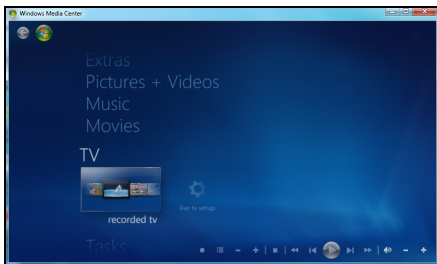 Windows Media Center
Extras
Pictures + Videos
Music
Movies
TV
recorded tv
live tv setup
Tasks